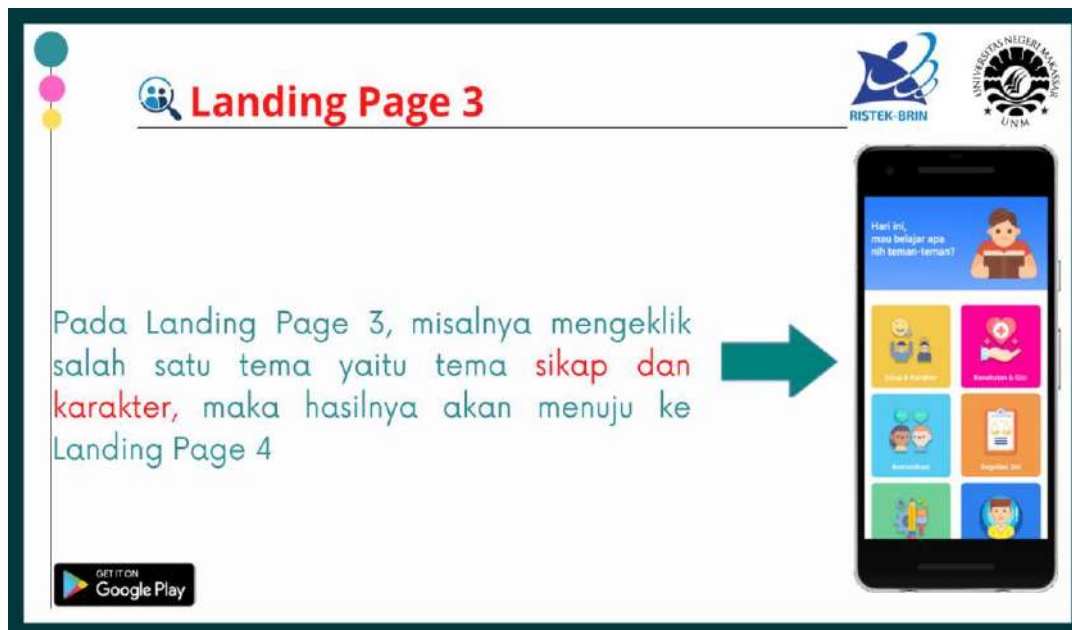 Landing Page 3
RISTEK-BRIN
UNIVERSITAS NEGERI MAKASSAR
UNM
Hari ini,
mau belajar apa
nih teman-teman?
Pada Landing Page 3, misalnya mengeklik
salah satu tema yaitu tema sikap dan
karakter, maka hasilnya akan menuju ke
Landing Page 4
Sikap & Karakter
Kesehatan & Gizi
Komunikasi
Regulasi Diri
GET IT ON
Google Play